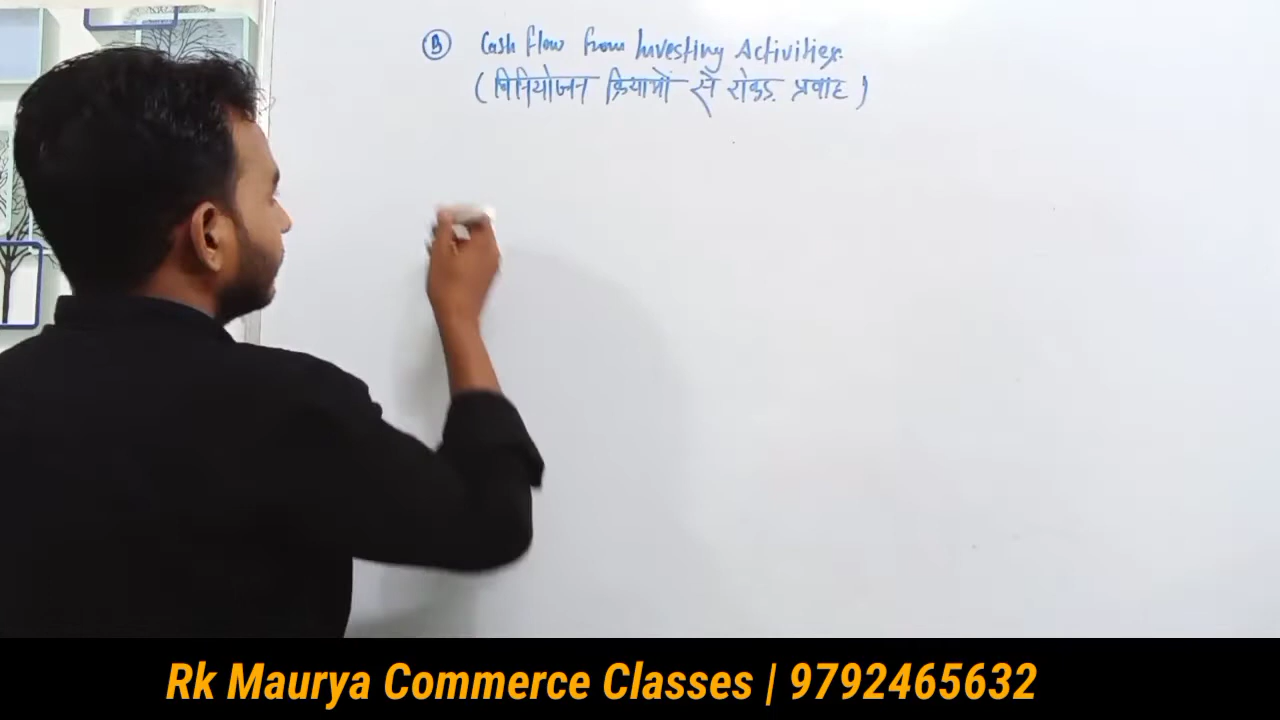 (B) Cash flow from Investing Activities.
(विनियोजन क्रियाओं से रोकड़ प्रवाह)
Rk Maurya Commerce Classes | 9792465632